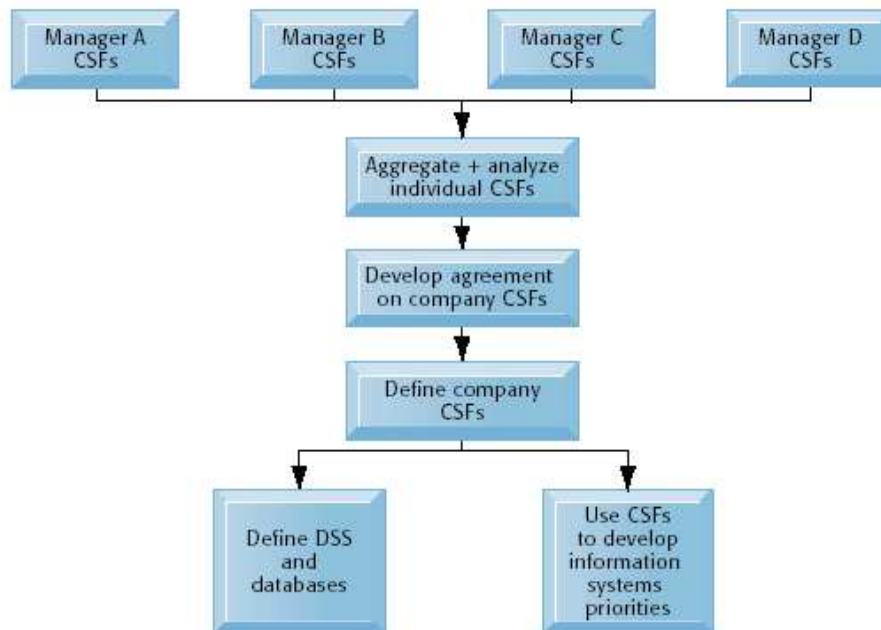 Manager A
CSFs
Manager B
CSFs
Manager C
CSFs
Manager D
CSFs
Aggregate + analyze
individual CSFs
Develop agreement
on company CSFs
Define company
CSFs
Define DSS
and
databases
Use CSFs
to develop
information
systems
priorities